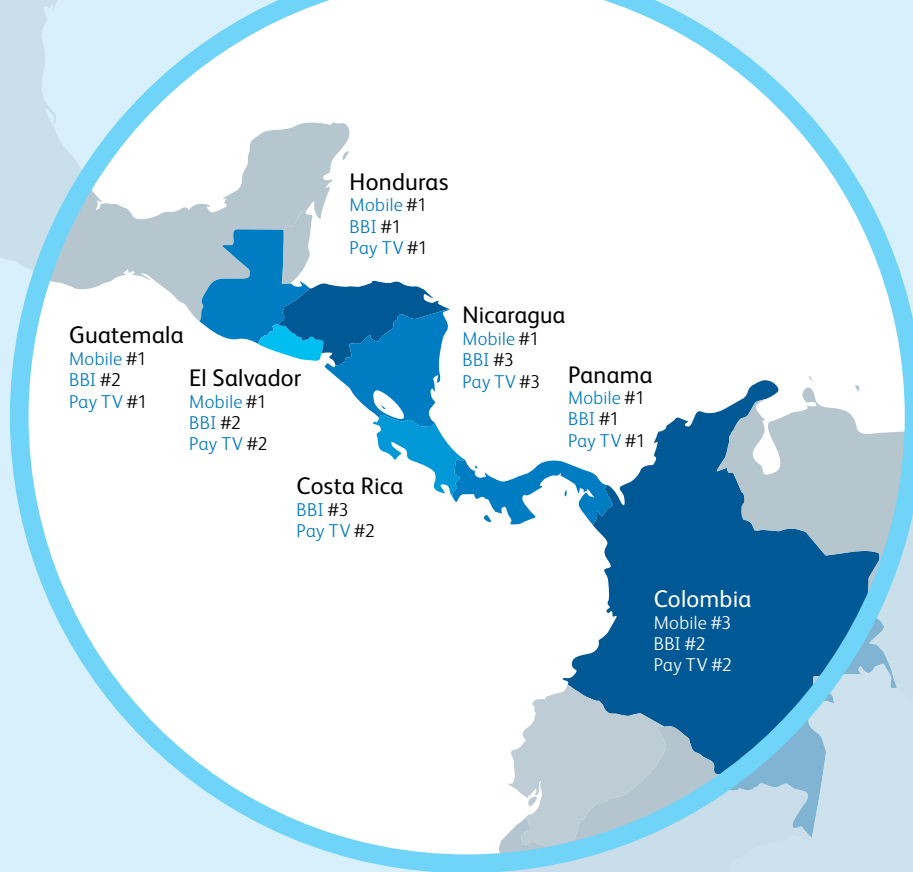 Honduras
Mobile #1
BBI #1
Pay TV #1
Nicaragua
Mobile #1
BBI #3
Pay TV #3
Guatemala
Mobile #1
BBI #2
Pay TV #1
El Salvador
Mobile #1
BBI #2
Pay TV #2
Panama
Mobile #1
BBI #1
Pay TV #1
Costa Rica
BBI #3
Pay TV #2
Colombia
Mobile #3
BBI #2
Pay TV #2